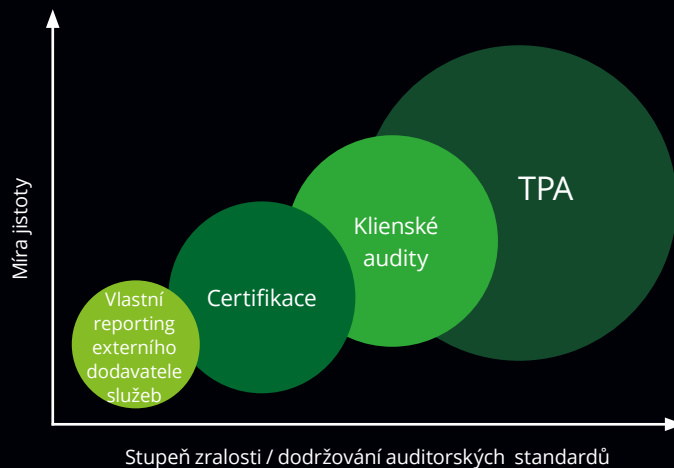 Míra jistoty
TPA
Klienské
audity
Certifikace
Vlastní
reporting
externího
dodavatele
služeb
Stupeň zralosti / dodržování auditorských standardů